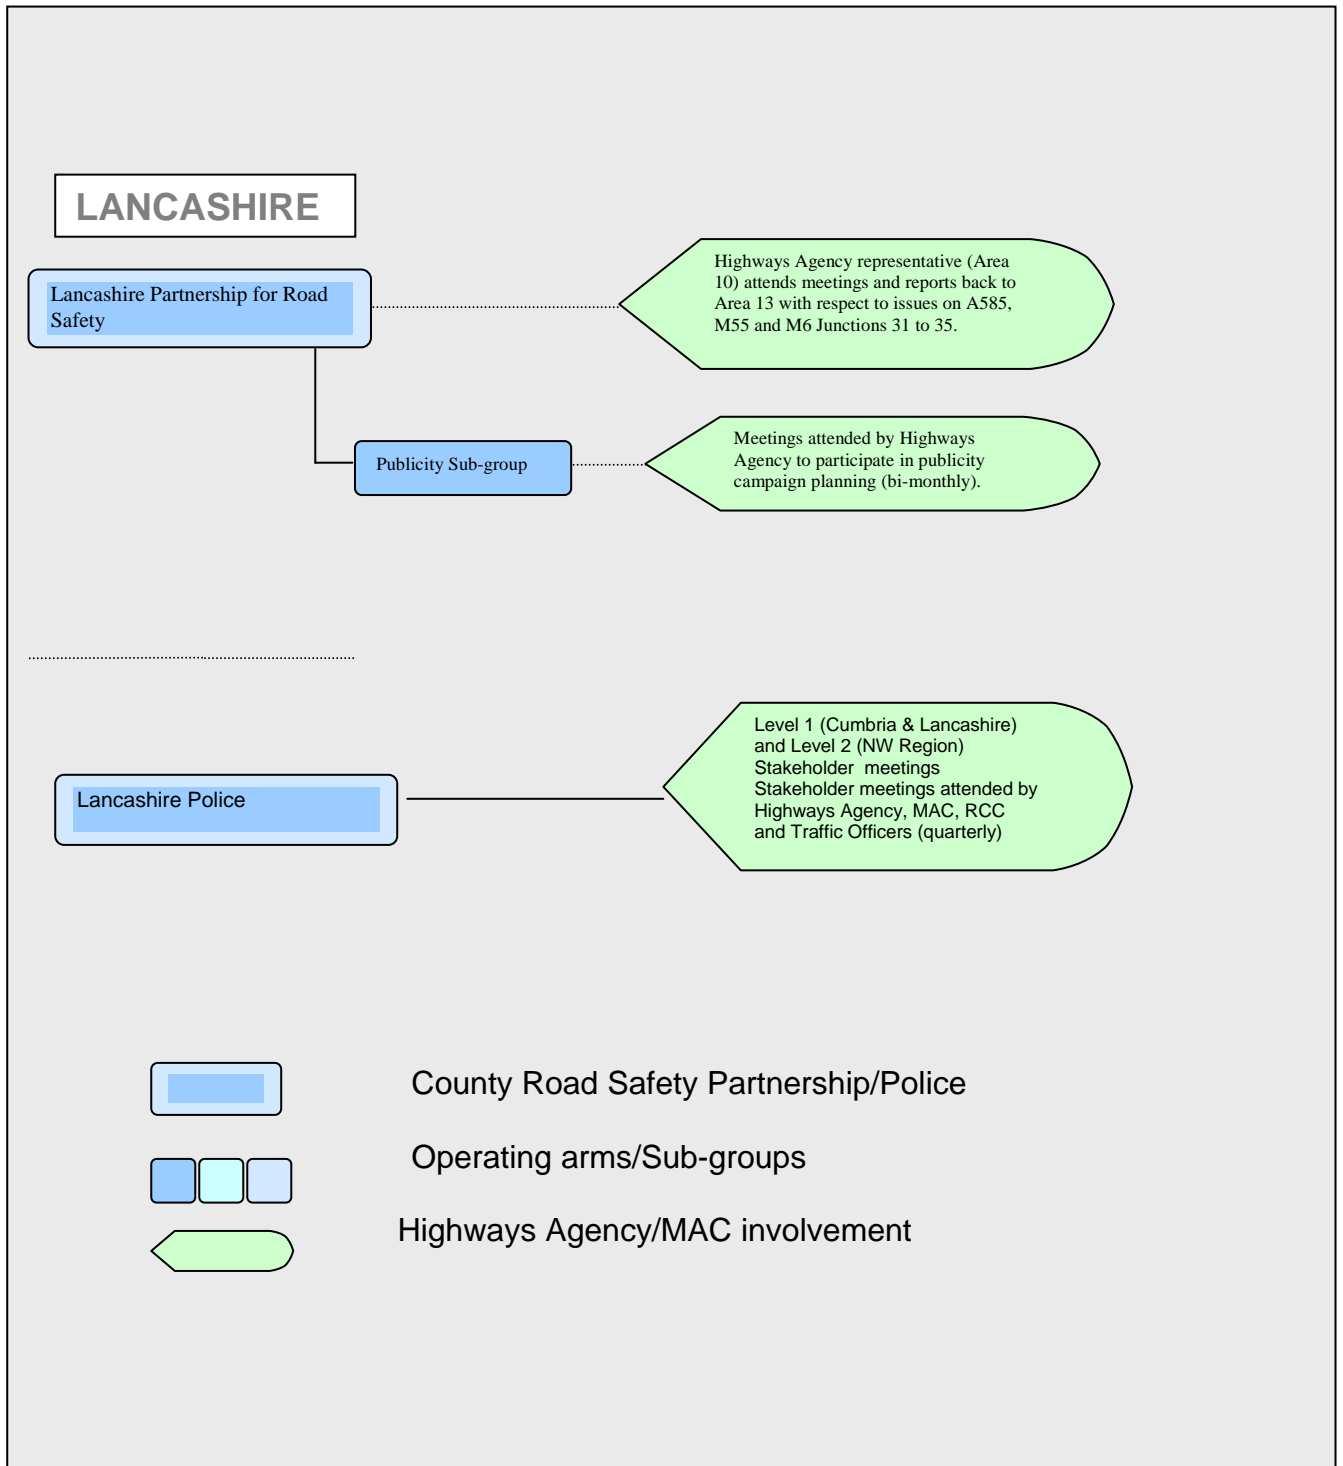 LANCASHIRE
Lancashire Partnership for Road
Safety
Highways Agency representative (Area
10) attends meetings and reports back to
Area 13 with respect to issues on A585,
M55 and M6 Junctions 31 to 35.
Publicity Sub-group
Meetings attended by Highways
Agency to participate in publicity
campaign planning (bi-monthly).
Lancashire Police
Level 1 (Cumbria & Lancashire)
and Level 2 (NW Region)
Stakeholder meetings
Stakeholder meetings attended by
Highways Agency, MAC, RCC
and Traffic Officers (quarterly)
County Road Safety Partnership/Police
Operating arms/Sub-groups
Highways Agency/MAC involvement